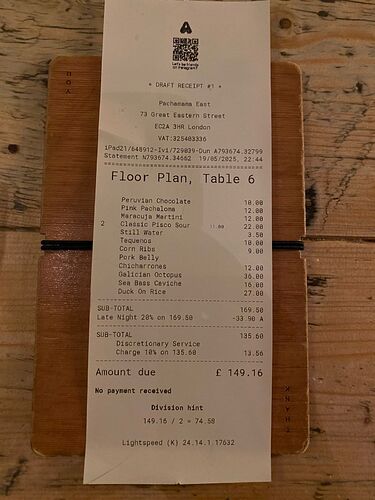 YOU
Let's be friends
on Instagram?
* DRAFT RECEIPT #1 *
Pachamama East
73 Great Eastern Street
EC2A 3HR London
VAT:325403336
iPad21/648912-Ivi/729039-Dun A793674.32799
Statement N793674.34662 19/05/2025, 22:44
Floor Plan, Table 6
Peruvian Chocolate 10.00
Pink Pachaloma 12.00
Maracuja Martini 12.00
2 Classic Pisco Sour 11.00 22.00
Still Water 3.50
Tequenos 10.00
Corn Ribs 9.00
Pork Belly
Chicharrones 12.00
Galician Octopus 36.00
Sea Bass Caviche 16.00
Duck On Rice 27.00
SUB-TOTAL 169.50
Late Night 20% on 169.50 -33.90 A
SUB-TOTAL 135.60
Discretionary Service
Charge 10% on 135.60 13.56
Amount due £ 149.16
No payment received
Division hint
149.16 / 2 = 74.58
Lightspeed (K) 24.14.1.17632
THANK